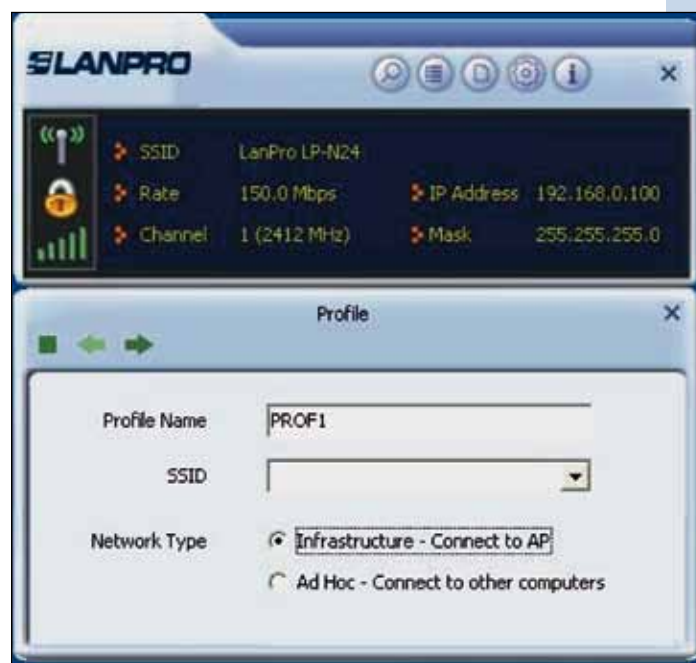 LANPRO
SSID LanPro LP-N24
Rate 150.0 Mbps IP Address 192.168.0.100
Channel 1 (2412 MHz) Mask 255.255.255.0
Profile
Profile Name PROF1
SSID
Network Type Infrastructure - Connect to AP
Ad Hoc - Connect to other computers